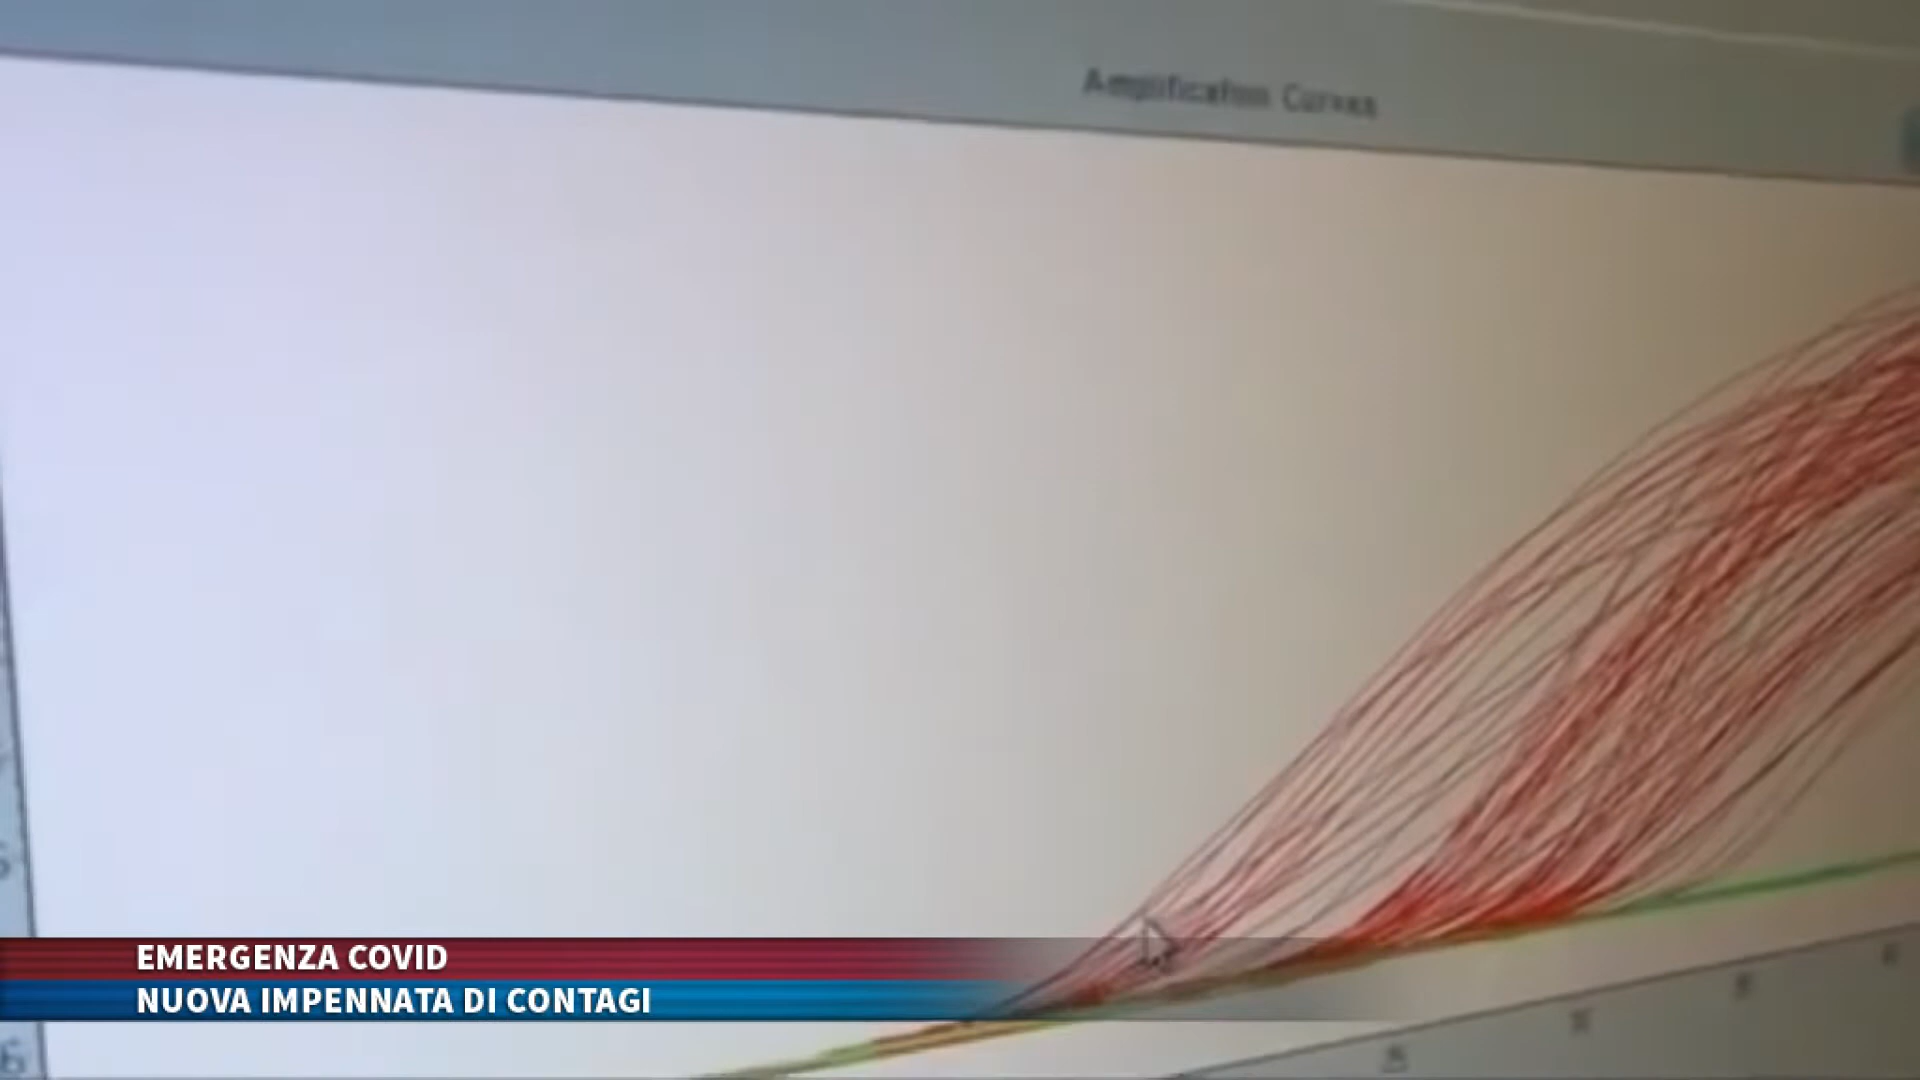 Amplification Curves
EMERGENZA COVID
NUOVA IMPENNATA DI CONTAGI